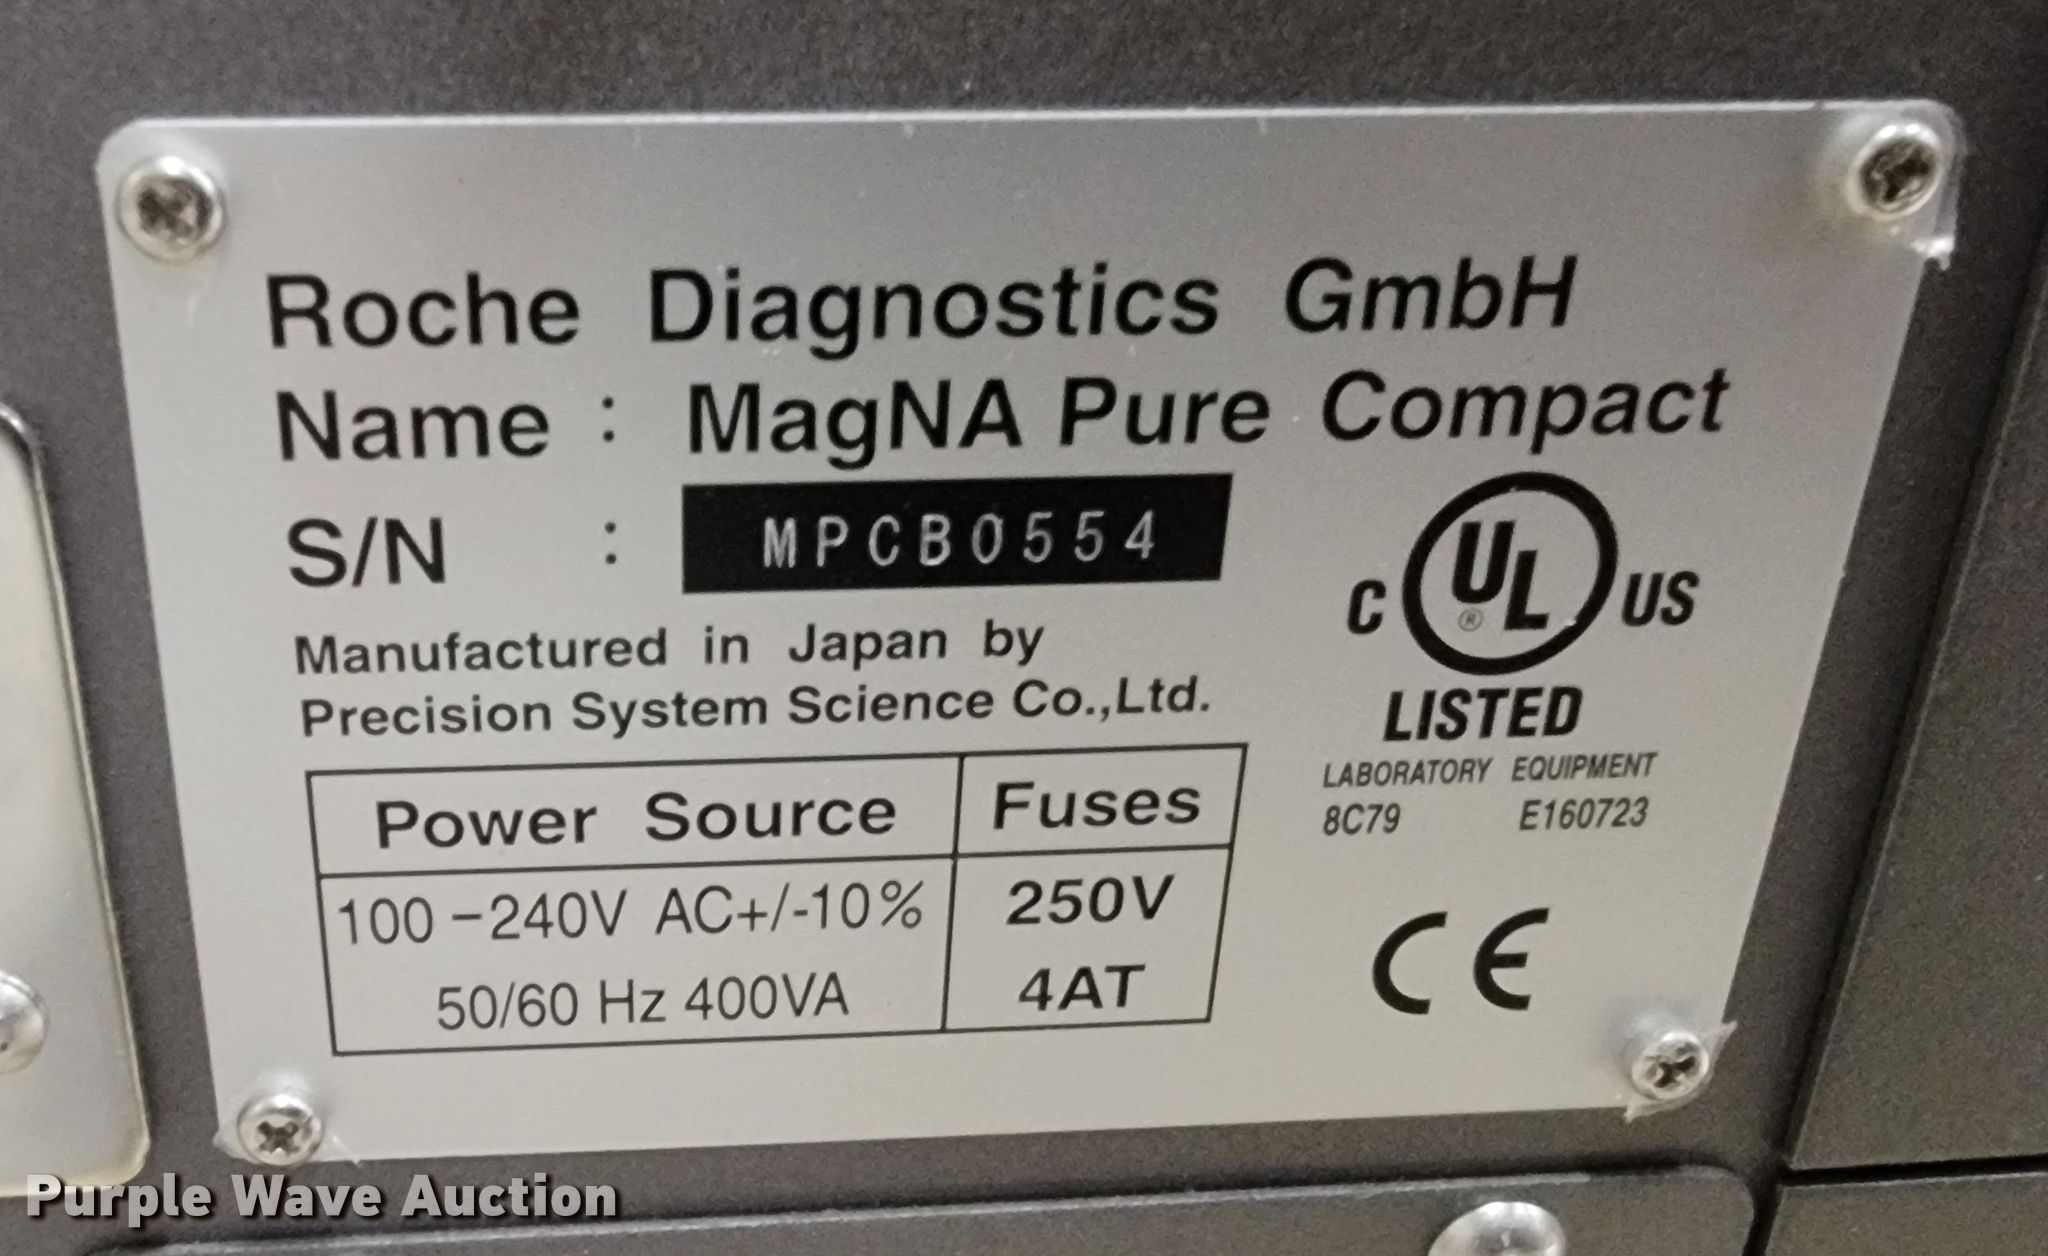 Roche Diagnostics GmbH
Name : MagNA Pure Compact
S/N : MPCB0554
Manufactured in Japan by
Precision System Science Co.,Ltd.
C UL ® US
LISTED
LABORATORY EQUIPMENT
8C79 E160723
Power Source Fuses
100-240V AC+/-10% 250V
50/60 Hz 400VA 4AT
CE
Purple Wave Auction